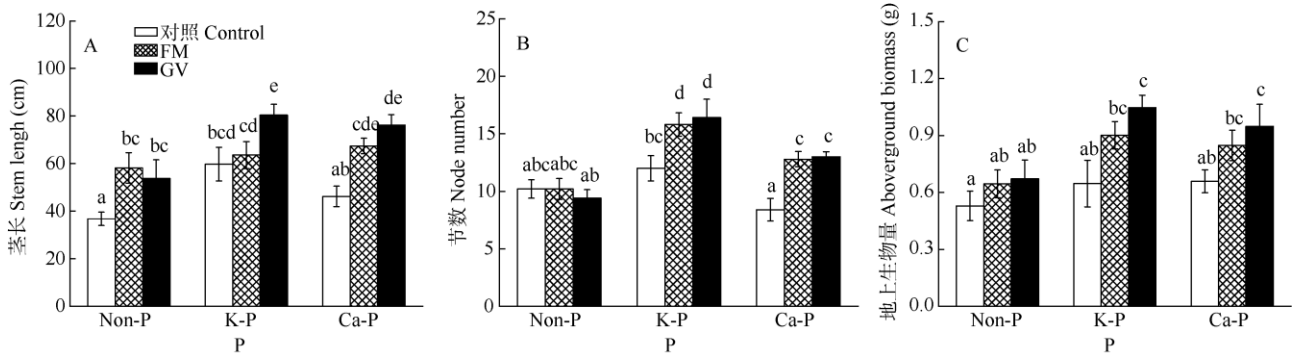 A
对照 Control
FM
GV
茎长 Stem lengh (cm)
120
100
80
60
40
20
0
a
bc
bc
bcd
cd
e
ab
cde
de
Non-P
K-P
Ca-P
P
B
节数 Node number
25
20
15
10
5
0
abc
abc
ab
bc
d
d
a
c
c
Non-P
K-P
Ca-P
P
C
地上生物量 Aboverground biomass (g)
1.5
1.2
0.9
0.6
0.3
0.0
a
ab
ab
ab
bc
c
ab
bc
c
Non-P
K-P
Ca-P
P